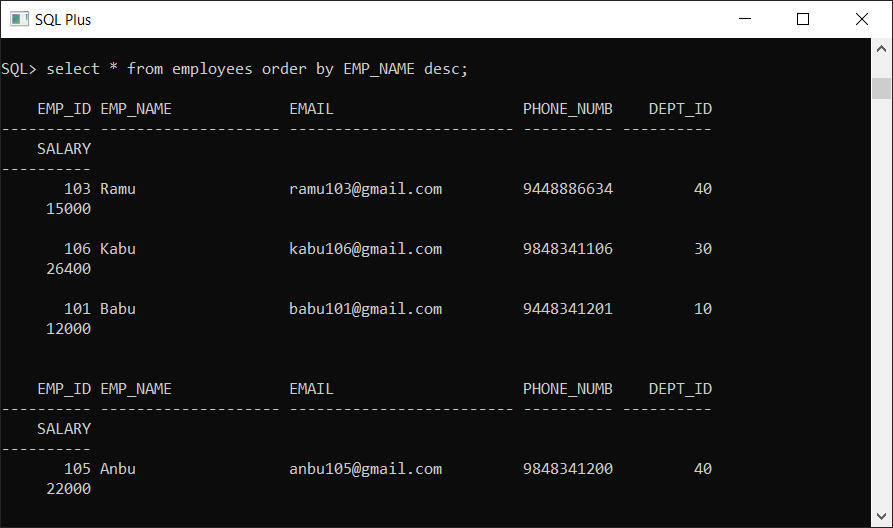 SQL Plus
SQL> select * from employees order by EMP_NAME desc;
EMP_ID EMP_NAME EMAIL PHONE_NUMB DEPT_ID
---------- -------------------- ------------------------- ---------- ----------
SALARY
----------
103 Ramu ramu103@gmail.com 9448886634 40
15000
106 Kabu kabu106@gmail.com 9848341106 30
26400
101 Babu babu101@gmail.com 9448341201 10
12000
EMP_ID EMP_NAME EMAIL PHONE_NUMB DEPT_ID
---------- -------------------- ------------------------- ---------- ----------
SALARY
----------
105 Anbu anbu105@gmail.com 9848341200 40
22000